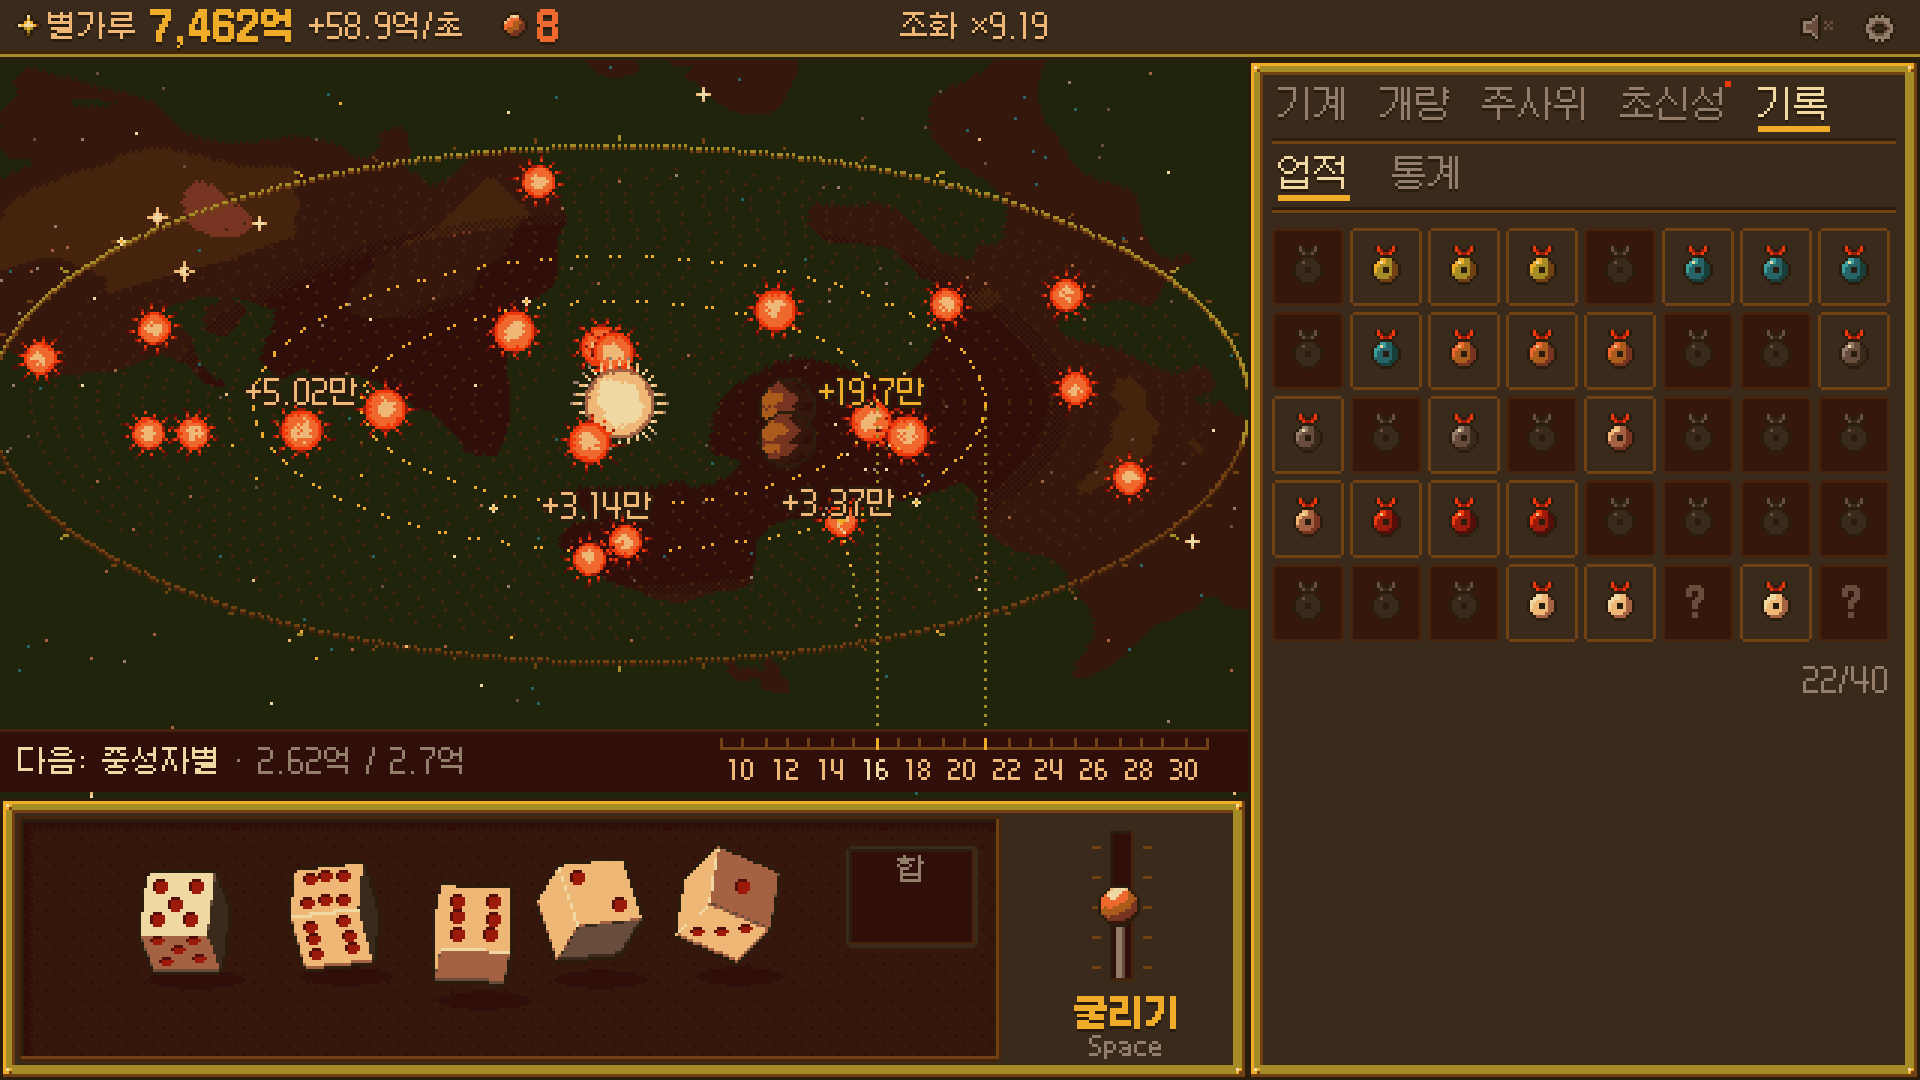 별가루 7,462억 +58.9억/초 8 조화 ×9.19
기계 개량 주사위 초신성 기록
업적 통계
+5.02만 +19.7만
+3.14만 +3.37만
? ?
22/40
다음: 중성자별 · 2.62억 / 2.7억
10 12 14 16 18 20 22 24 26 28 30
합
굴리기
Space